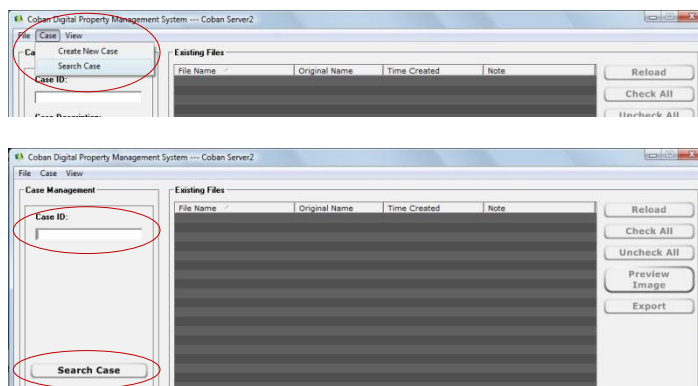 Coban Digital Property Management System --- Coban Server2
File Case View
Create New Case
Search Case
Case ID:
Case Description:
Existing Files
File Name Original Name Time Created Note
Reload
Check All
Uncheck All
Coban Digital Property Management System --- Coban Server2
File Case View
Case Management
Case ID:
Search Case
Existing Files
File Name Original Name Time Created Note
Reload
Check All
Uncheck All
Preview
Image
Export